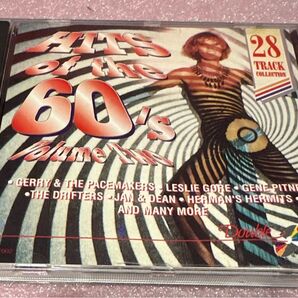 HITS
of the
60's
Volume Two
28
TRACK
COLLECTION
• GERRY & THE PACEMAKERS • LESLIE GORE • GENE PITNEY
• THE DRIFTERS • JAN & DEAN • HERMAN'S HERMITS •
AND MANY MORE
Double